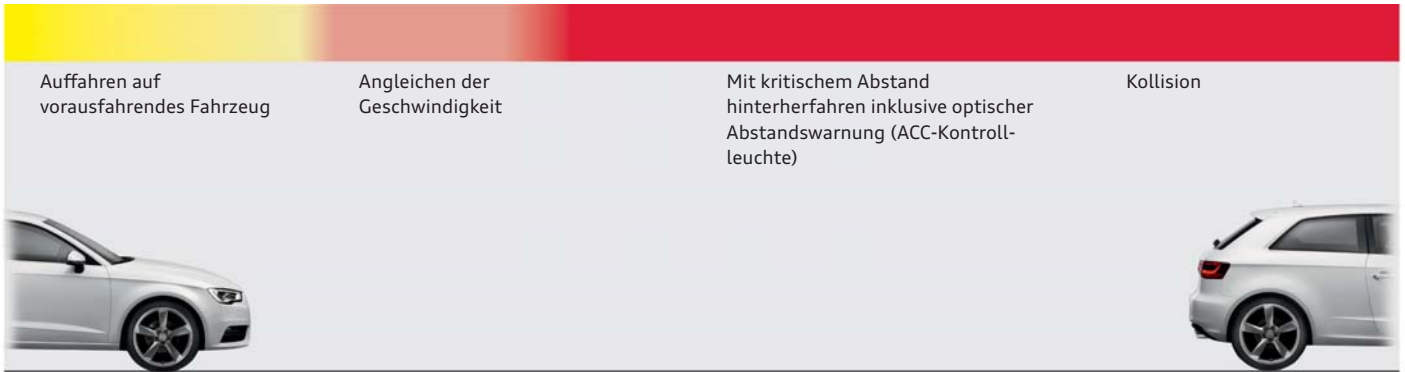 Auffahren auf
vorausfahrendes Fahrzeug
Angleichen der
Geschwindigkeit
Mit kritischem Abstand
hinterherfahren inklusive optischer
Abstandswarnung (ACC-Kontroll-
leuchte)
Kollision